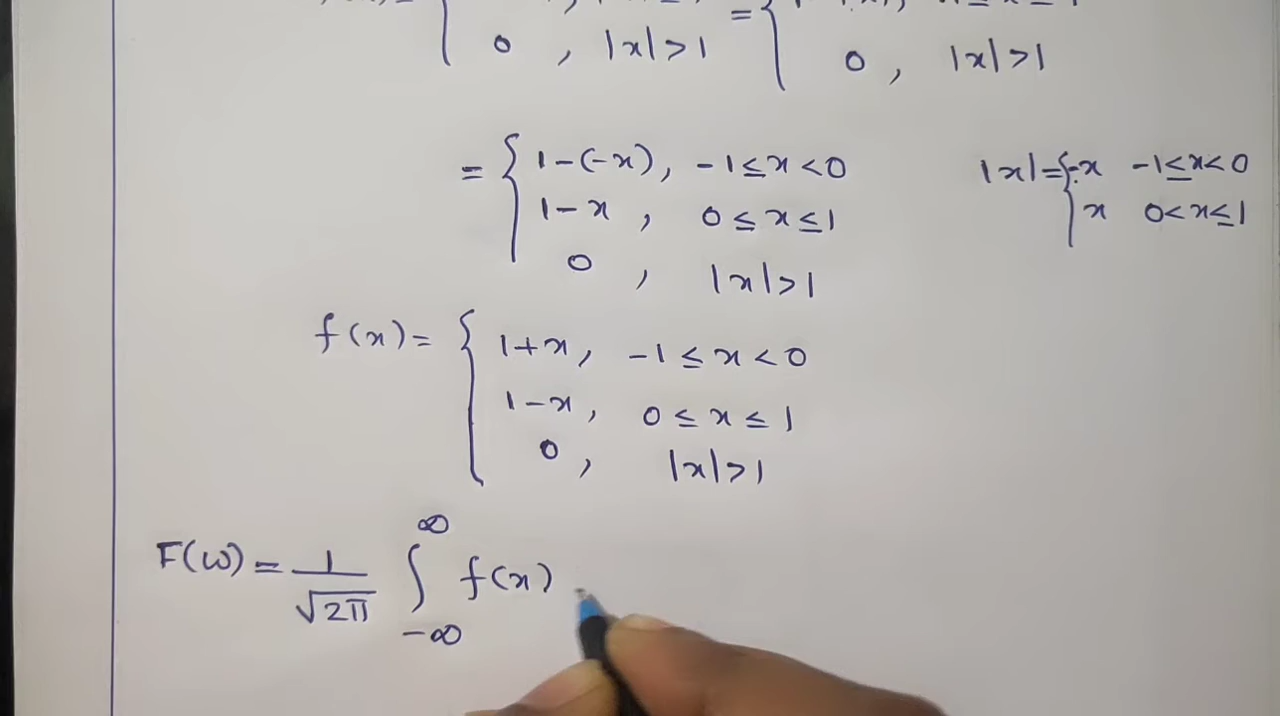 0 , |x|>1 = { 0 , |x|>1
= { 1-(-x), -1≤x<0
1-x , 0≤x≤1
0 , |x|>1
|x|={-x -1≤x<0
x 0<x≤1
f(x)= { 1+x, -1≤x<0
1-x, 0≤x≤1
0 , |x|>1
F(ω)= 1/√2π ∫_{-∞}^{∞} f(x)